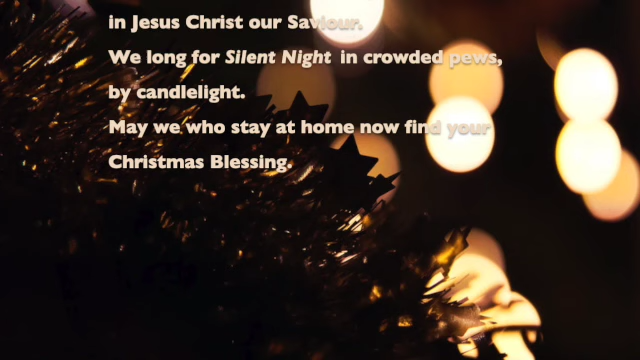 in Jesus Christ our Saviour.
We long for Silent Night in crowded pews,
by candlelight.
May we who stay at home now find your
Christmas Blessing.